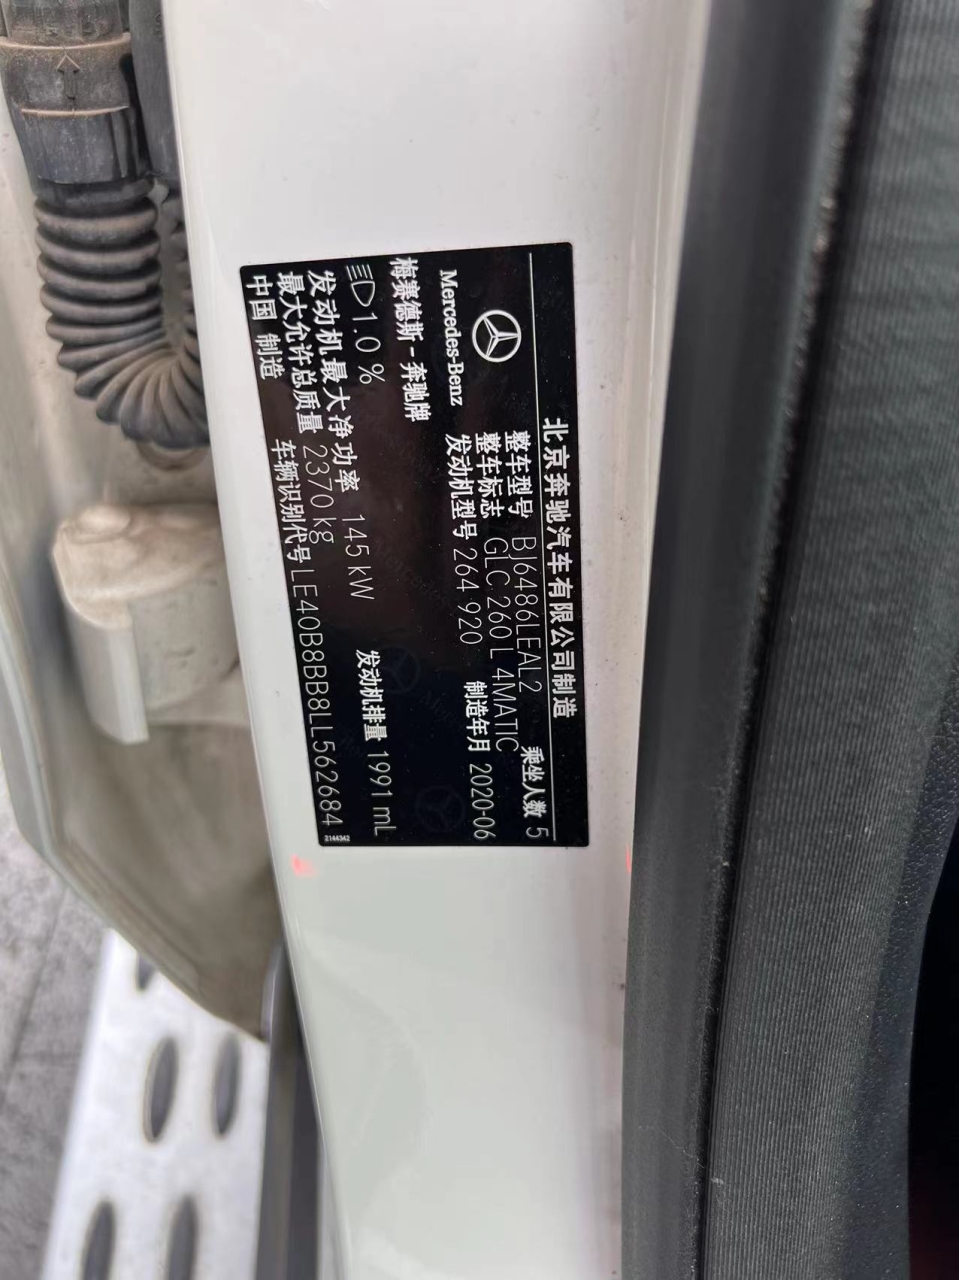 北京奔驰汽车有限公司制造
Mercedes-Benz
整车型号 BJ6486LEAL2 乘坐人数 5
整车标志 GLC 260 L 4MATIC
发动机型号 264 920 制造年月 2020-06
梅赛德斯-奔驰牌
1.0 %
发动机最大净功率 145 kW 发动机排量 1991 mL
最大允许总质量 2370 kg
中国 制造 车辆识别代号 LE40B8BB8LL562684
2144342